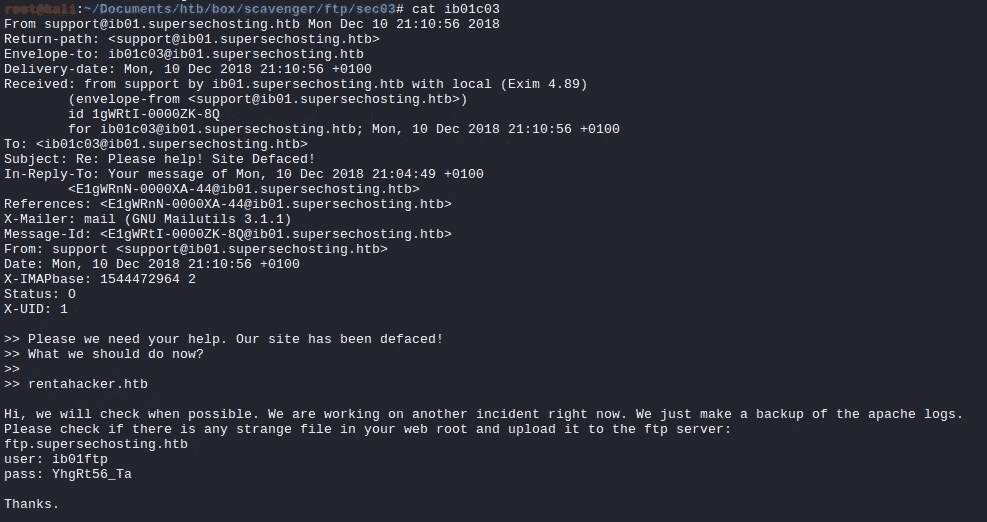 root@kali:~/Documents/htb/box/scavenger/ftp/sec03# cat ib01c03
From support@ib01.supersechosting.htb Mon Dec 10 21:10:56 2018
Return-path: <support@ib01.supersechosting.htb>
Envelope-to: ib01c03@ib01.supersechosting.htb
Delivery-date: Mon, 10 Dec 2018 21:10:56 +0100
Received: from support by ib01.supersechosting.htb with local (Exim 4.89)
        (envelope-from <support@ib01.supersechosting.htb>)
        id 1gWRtI-0000ZK-8Q
        for ib01c03@ib01.supersechosting.htb; Mon, 10 Dec 2018 21:10:56 +0100
To: <ib01c03@ib01.supersechosting.htb>
Subject: Re: Please help! Site Defaced!
In-Reply-To: Your message of Mon, 10 Dec 2018 21:04:49 +0100
        <E1gWRnN-0000XA-44@ib01.supersechosting.htb>
References: <E1gWRnN-0000XA-44@ib01.supersechosting.htb>
X-Mailer: mail (GNU Mailutils 3.1.1)
Message-Id: <E1gWRtI-0000ZK-8Q@ib01.supersechosting.htb>
From: support <support@ib01.supersechosting.htb>
Date: Mon, 10 Dec 2018 21:10:56 +0100
X-IMAPbase: 1544472964 2
Status: O
X-UID: 1

>> Please we need your help. Our site has been defaced!
>> What we should do now?
>>
>> rentahacker.htb

Hi, we will check when possible. We are working on another incident right now. We just make a backup of the apache logs.
Please check if there is any strange file in your web root and upload it to the ftp server:
ftp.supersechosting.htb
user: ib01ftp
pass: YhgRt56_Ta

Thanks.